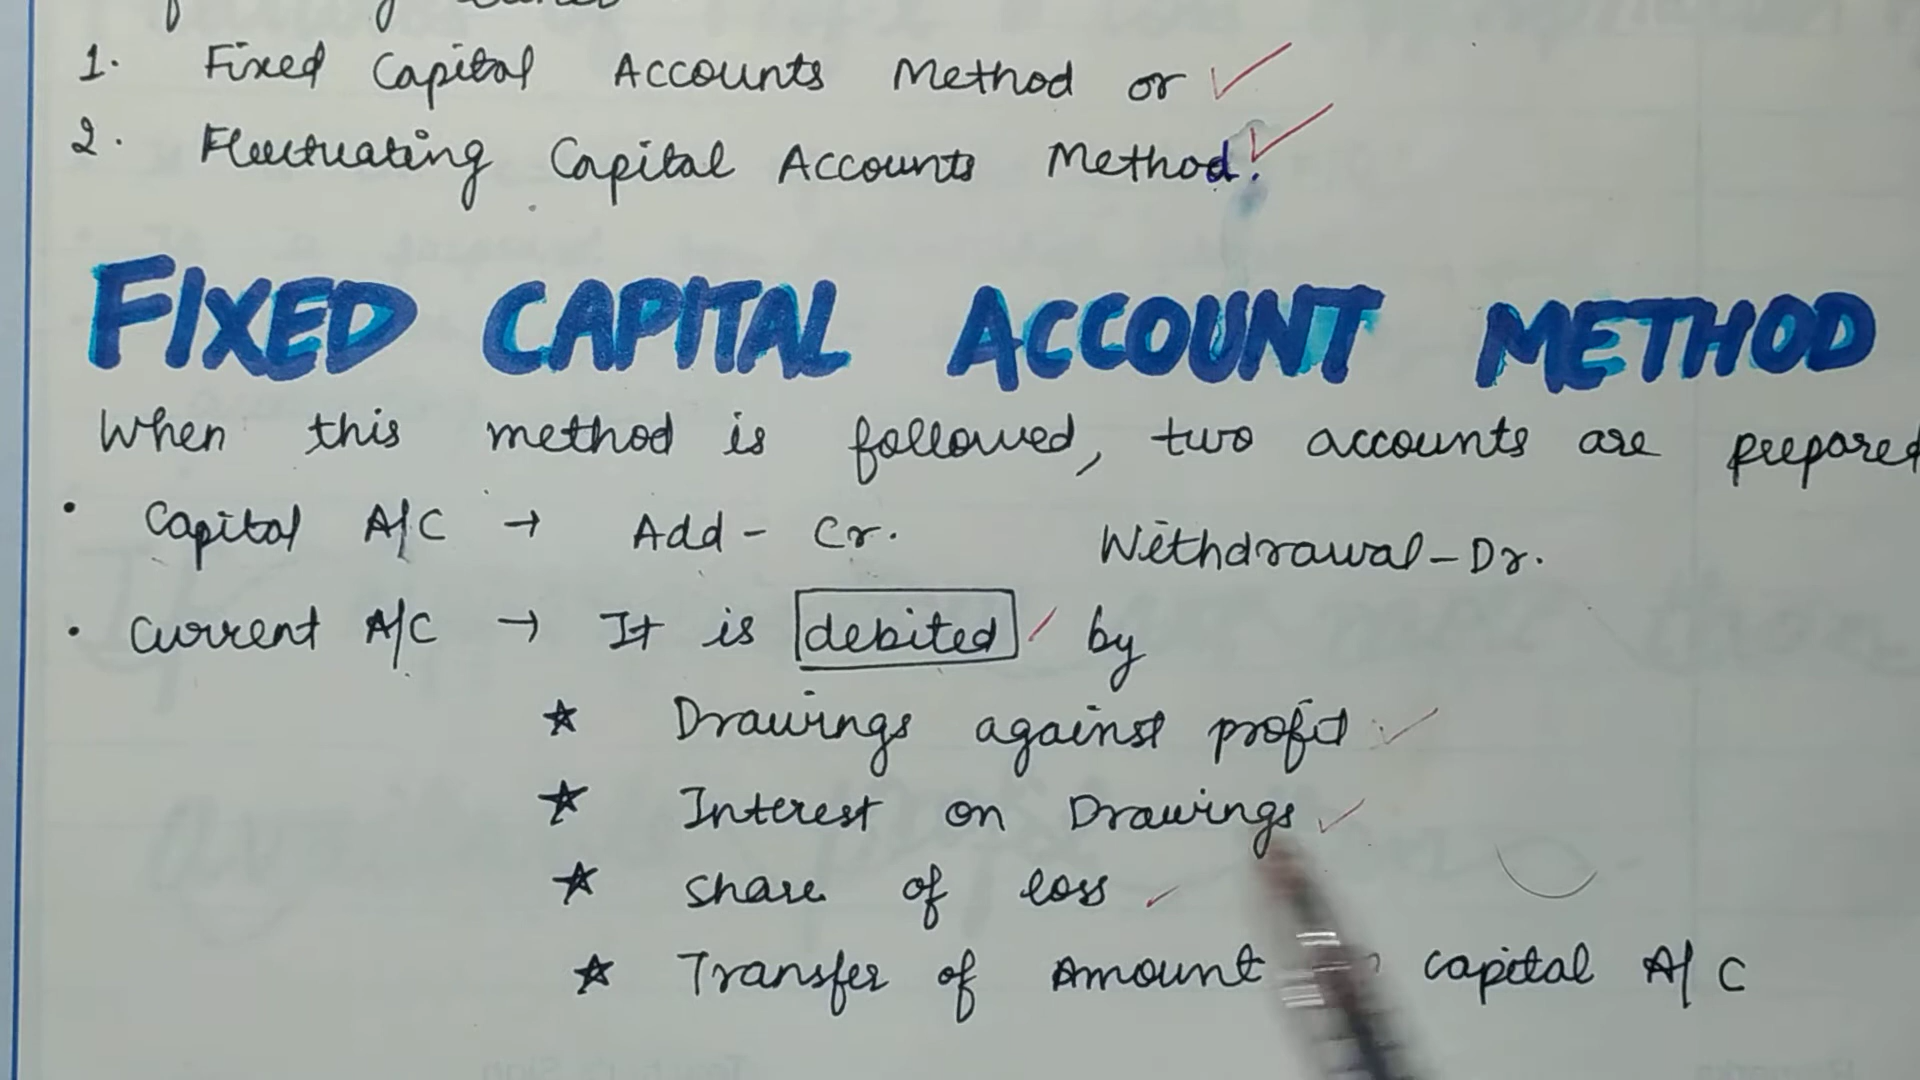 1. Fixed Capital Accounts Method or
2. Fluctuating Capital Accounts Method.
FIXED CAPITAL ACCOUNT METHOD
When this method is followed, two accounts are prepared
• Capital A/C → Add - Cr. Withdrawal - Dr.
• Current A/C → It is debited by
☆ Drawings against profit
☆ Interest on Drawings
☆ Share of loss
☆ Transfer of Amount capital A/C